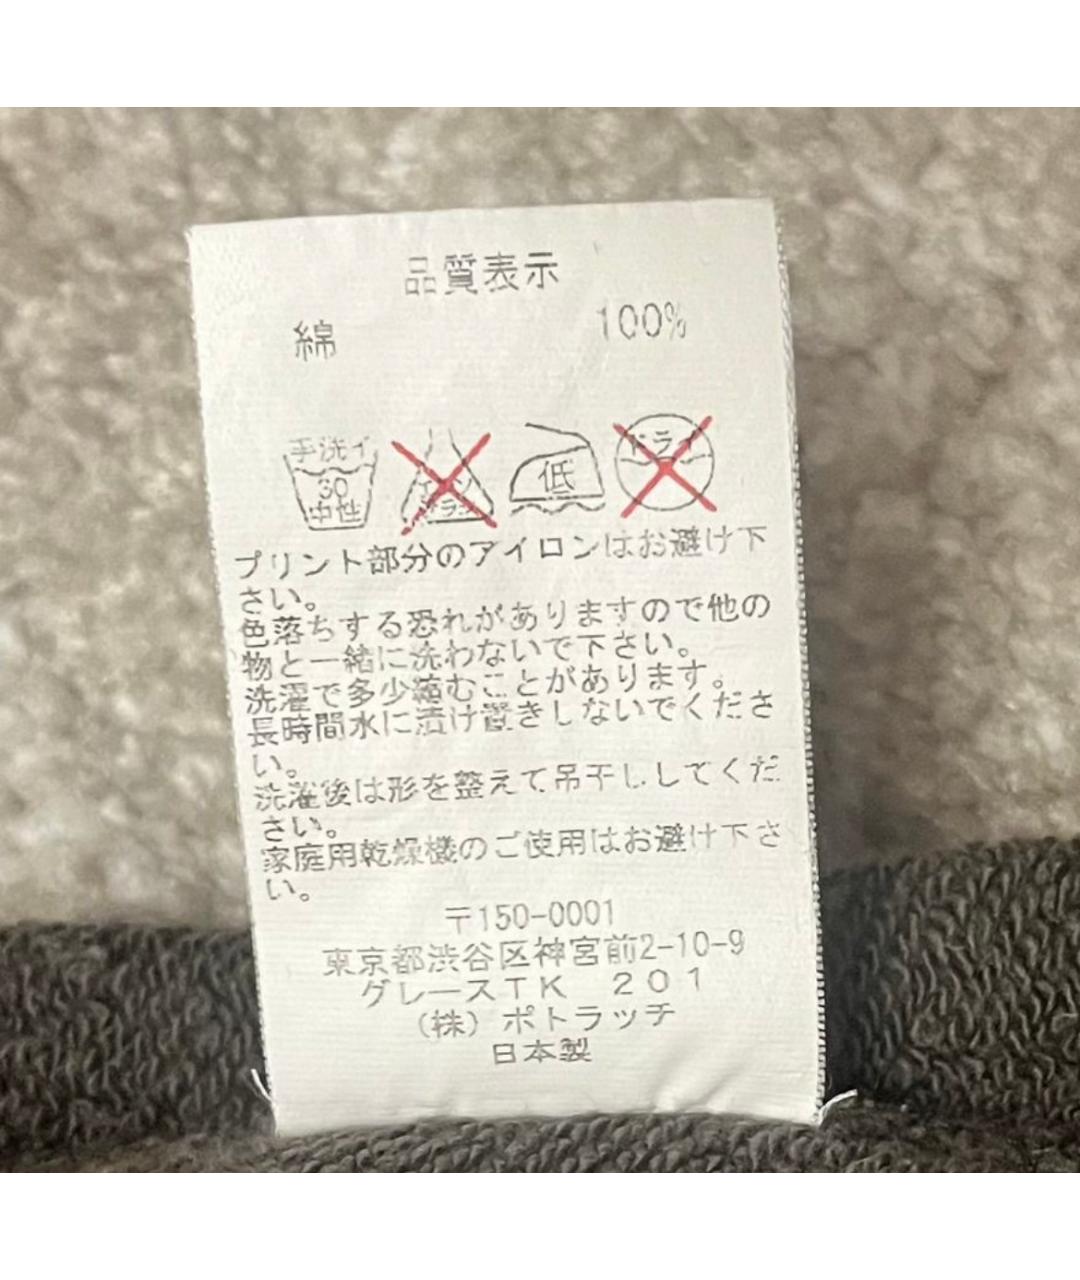 品質表示
綿 100%
手洗イ
30
中性
エンソ
サラシ
低
ドライ
プリント部分のアイロンはお避け下
さい。
色落ちする恐れがありますので他の
物と一緒に洗わないで下さい。
洗濯で多少縮むことがあります。
長時間水に漬け置きしないでくださ
い。
洗濯後は形を整えて吊干ししてくだ
さい。
家庭用乾燥機のご使用はお避け下さ
い。
〒150-0001
東京都渋谷区神宮前2-10-9
グレースTK 201
（株）ポトラッチ
日本製